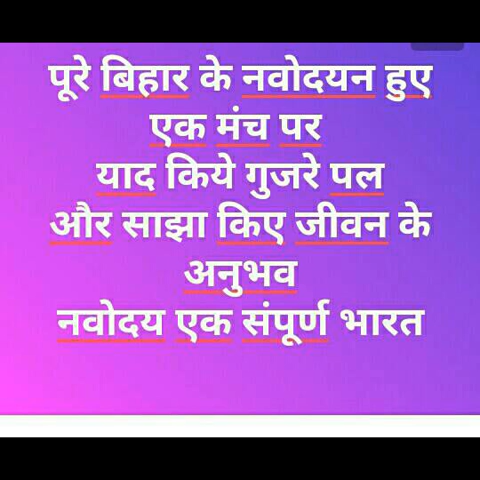 पूरे बिहार के नवोदयन हुए
एक मंच पर
याद किये गुजरे पल
और साझा किए जीवन के
अनुभव
नवोदय एक संपूर्ण भारत